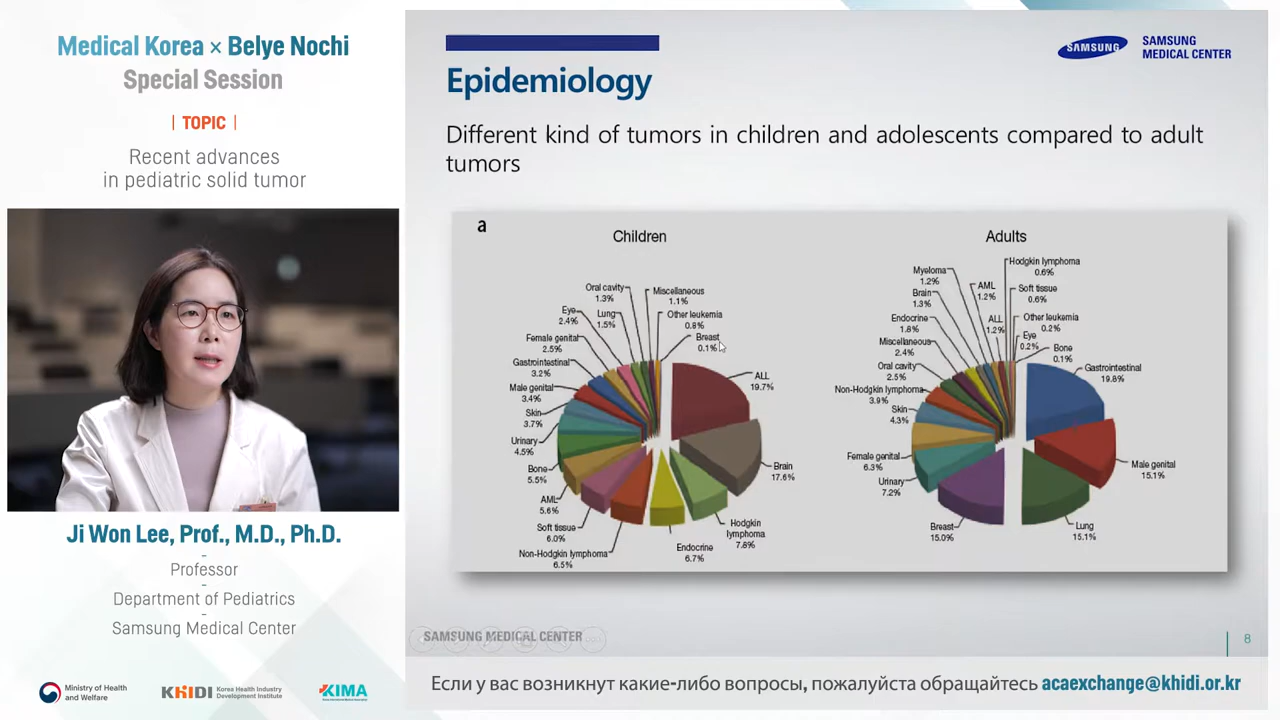 Medical Korea × Belye Nochi
Special Session
| TOPIC |
Recent advances
in pediatric solid tumor
Ji Won Lee, Prof., M.D., Ph.D.
-
Professor
-
Department of Pediatrics
-
Samsung Medical Center
Ministry of Health
and Welfare
KHIDI
Korea Health Industry
Development Institute
KIMA
SAMSUNG
SAMSUNG
MEDICAL CENTER
Epidemiology
Different kind of tumors in children and adolescents compared to adult
tumors
a
Children
Oral cavity
1.3%
Miscellaneous
1.1%
Eye
2.4%
Lung
1.5%
Other leukemia
0.8%
Female genital
2.5%
Breast
0.1%
Gastrointestinal
3.2%
ALL
19.7%
Male genital
3.4%
Skin
3.7%
Urinary
4.5%
Bone
5.5%
Brain
17.6%
AML
5.6%
Soft tissue
6.0%
Hodgkin
lymphoma
7.8%
Non-Hodgkin lymphoma
6.5%
Endocrine
6.7%
Adults
Hodgkin lymphoma
0.6%
Myeloma
1.2%
AML
1.2%
Soft tissue
0.6%
Brain
1.3%
Endocrine
1.8%
ALL
1.2%
Other leukemia
0.2%
Miscellaneous
2.4%
Eye
0.2%
Bone
0.1%
Oral cavity
2.5%
Gastrointestinal
19.8%
Non-Hodgkin lymphoma
3.9%
Skin
4.3%
Female genital
6.3%
Male genital
15.1%
Urinary
7.2%
Breast
15.0%
Lung
15.1%
SAMSUNG MEDICAL CENTER
8
Если у вас возникнут какие-либо вопросы, пожалуйста обращайтесь acaexchange@khidi.or.kr